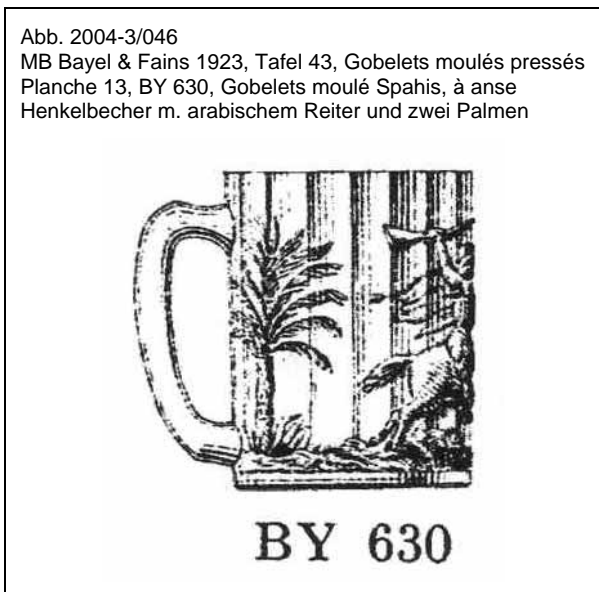 Abb. 2004-3/046
MB Bayel & Fains 1923, Tafel 43, Gobelets moulés pressés
Planche 13, BY 630, Gobelets moulé Spahis, à anse
Henkelbecher m. arabischem Reiter und zwei Palmen
BY 630